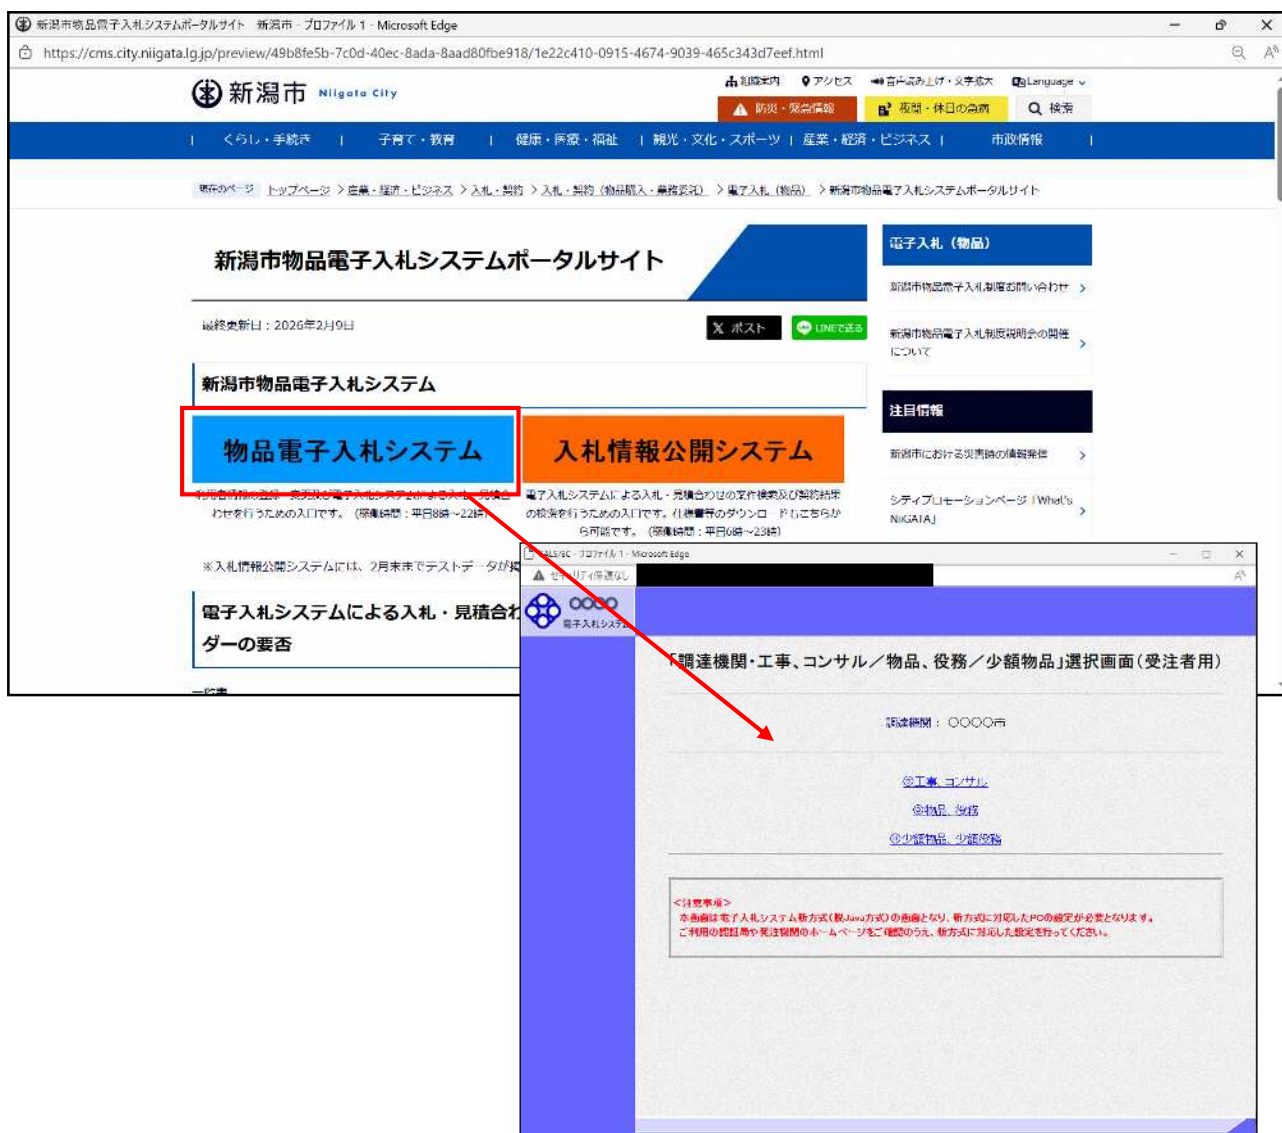 新潟市物品電子入札システムポータルサイト 新潟市 - プロファイル 1 - Microsoft Edge
https://cms.city.niigata.lg.jp/preview/49b8fe5b-7c0d-40ec-8ada-8aad80fbe918/1e22c410-0915-4674-9039-465c343d7eef.html
新潟市 Niigata City
組織案内 アクセス 音声読み上げ・文字拡大 Language
防災・緊急情報 夜間・休日の急病 検索
くらし・手続き 子育て・教育 健康・医療・福祉 観光・文化・スポーツ 産業・経済・ビジネス 市政情報
現在のページ トップページ > 産業・経済・ビジネス > 入札・契約 > 入札・契約（物品購入・業務委託） > 電子入札（物品） > 新潟市物品電子入札システムポータルサイト
新潟市物品電子入札システムポータルサイト
最終更新日：2026年2月9日
ポスト
LINEで送る
新潟市物品電子入札システム
物品電子入札システム
利用者情報の登録・変更及び電子入札システムによる入札・見積合
わせを行うための入口です。（稼働時間：平日8時～22時）
入札情報公開システム
電子入札システムによる入札・見積合わせの案件検索及び契約結果
の検索を行うための入口です。仕様書等のダウンロードもこちらか
ら可能です。（稼働時間：平日6時～23時）
※入札情報公開システムには、2月末までテストデータが掲
電子入札システムによる入札・見積合わ
ダーの要否
一覧表
電子入札（物品）
新潟市物品電子入札制度お問い合わせ
新潟市物品電子入札制度説明会の開催
について
注目情報
新潟市における災害時の情報発信
シティプロモーションページ「What's
NIIGATA」
CALS/EC - プロファイル 1 - Microsoft Edge
セキュリティ保護なし
○○○○
電子入札システム
「調達機関・工事、コンサル／物品、役務／少額物品」選択画面（受注者用）
調達機関： ○○○○市
工事、コンサル
物品、役務
少額物品、少額役務
＜注意事項＞
本画面は電子入札システム新方式（脱Java方式）の画面となり、新方式に対応したPCの設定が必要となります。
ご利用の認証局や発注機関のホームページをご確認のうえ、新方式に対応した設定を行ってください。